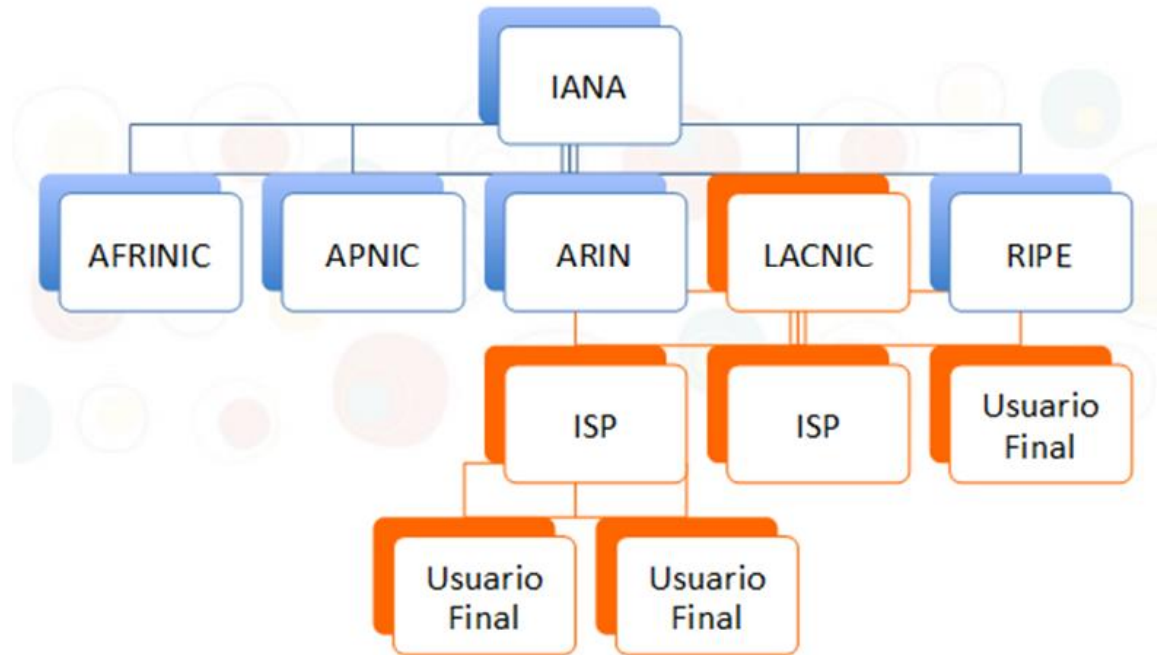 IANA
AFRINIC
APNIC
ARIN
LACNIC
RIPE
ISP
ISP
Usuario
Final
Usuario
Final
Usuario
Final